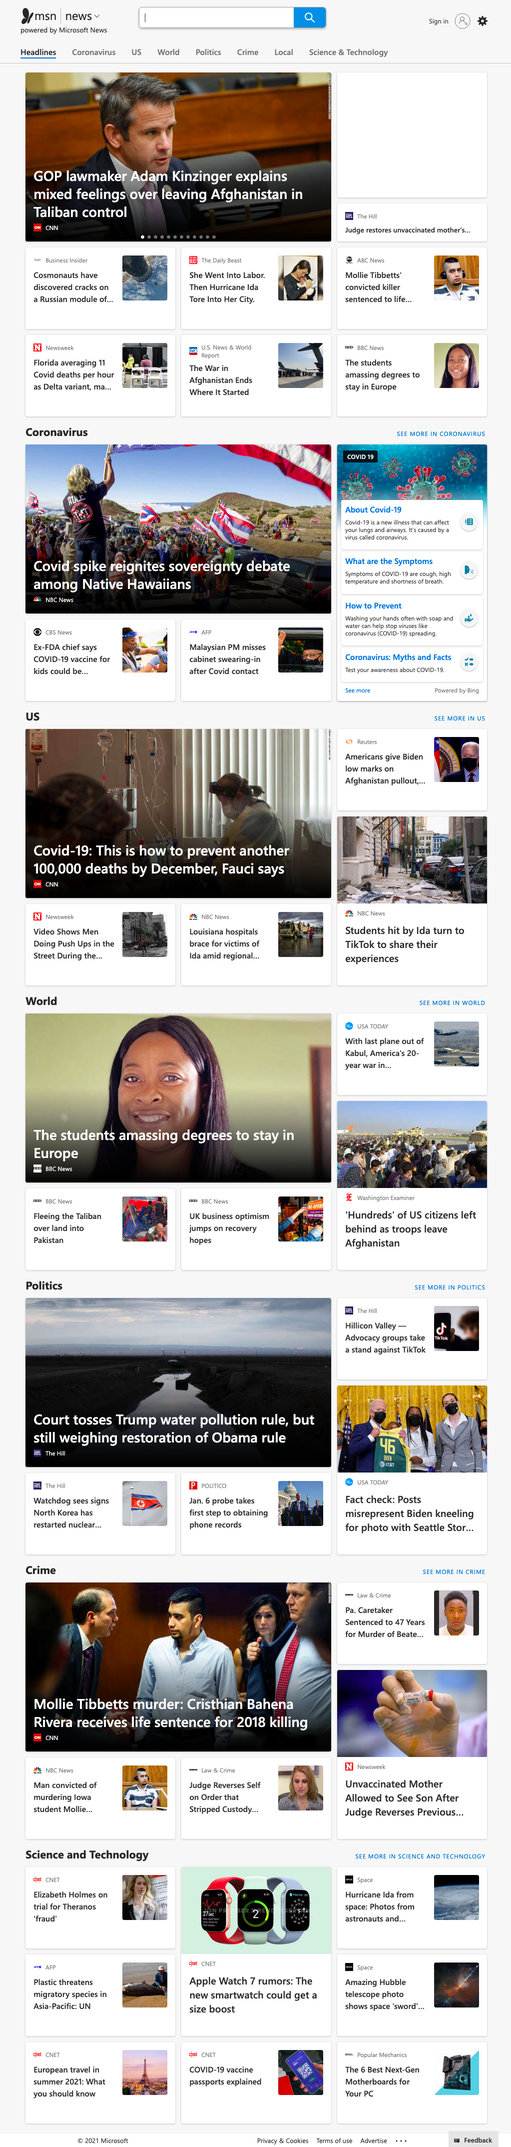 msn | news
powered by Microsoft News
Sign in
Headlines
Coronavirus
US
World
Politics
Crime
Local
Science & Technology
GOP lawmaker Adam Kinzinger explains
mixed feelings over leaving Afghanistan in
Taliban control
CNN
The Hill
Judge restores unvaccinated mother's...
Business Insider
Cosmonauts have
discovered cracks on
a Russian module of...
The Daily Beast
She Went Into Labor.
Then Hurricane Ida
Tore Into Her City.
ABC News
Mollie Tibbetts'
convicted killer
sentenced to life...
Newsweek
Florida averaging 11
Covid deaths per hour
as Delta variant, ma...
U.S. News & World
Report
The War in
Afghanistan Ends
Where It Started
BBC News
The students
amassing degrees to
stay in Europe
Coronavirus
SEE MORE IN CORONAVIRUS
Covid spike reignites sovereignty debate
among Native Hawaiians
NBC News
COVID 19
About Covid-19
Covid-19 is a new illness that can affect
your lungs and airways. It's caused by a
virus called coronavirus.
What are the Symptoms
Symptoms of COVID-19 are cough, high
temperature and shortness of breath.
How to Prevent
Washing your hands often with soap and
water can help stop viruses like
coronavirus (COVID-19) spreading.
Coronavirus: Myths and Facts
Test your awareness about COVID-19.
See more
Powered by Bing
CBS News
Ex-FDA chief says
COVID-19 vaccine for
kids could be...
AFP
Malaysian PM misses
cabinet swearing-in
after Covid contact
US
SEE MORE IN US
Covid-19: This is how to prevent another
100,000 deaths by December, Fauci says
CNN
Reuters
Americans give Biden
low marks on
Afghanistan pullout,...
Newsweek
Video Shows Men
Doing Push Ups in the
Street During the...
NBC News
Louisiana hospitals
brace for victims of
Ida amid regional...
NBC News
Students hit by Ida turn to
TikTok to share their
experiences
World
SEE MORE IN WORLD
The students amassing degrees to stay in
Europe
BBC News
USA TODAY
With last plane out of
Kabul, America's 20-
year war in...
BBC News
Fleeing the Taliban
over land into
Pakistan
BBC News
UK business optimism
jumps on recovery
hopes
Washington Examiner
'Hundreds' of US citizens left
behind as troops leave
Afghanistan
Politics
SEE MORE IN POLITICS
Court tosses Trump water pollution rule, but
still weighing restoration of Obama rule
The Hill
The Hill
Hillicon Valley —
Advocacy groups take
a stand against TikTok
TikTok
46
The Hill
Watchdog sees signs
North Korea has
restarted nuclear...
POLITICO
Jan. 6 probe takes
first step to obtaining
phone records
USA TODAY
Fact check: Posts
misrepresent Biden kneeling
for photo with Seattle Stor...
Crime
SEE MORE IN CRIME
Mollie Tibbetts murder: Cristhian Bahena
Rivera receives life sentence for 2018 killing
CNN
Law & Crime
Pa. Caretaker
Sentenced to 47 Years
for Murder of Beate...
NBC News
Man convicted of
murdering Iowa
student Mollie...
Law & Crime
Judge Reverses Self
on Order that
Stripped Custody...
Newsweek
Unvaccinated Mother
Allowed to See Son After
Judge Reverses Previous...
Science and Technology
SEE MORE IN SCIENCE AND TECHNOLOGY
CNET
Elizabeth Holmes on
trial for Theranos
'fraud'
2
CNET
Apple Watch 7 rumors: The
new smartwatch could get a
size boost
Space
Hurricane Ida from
space: Photos from
astronauts and...
AFP
Plastic threatens
migratory species in
Asia-Pacific: UN
Space
Amazing Hubble
telescope photo
shows space 'sword'...
CNET
European travel in
summer 2021: What
you should know
CNET
COVID-19 vaccine
passports explained
Popular Mechanics
The 6 Best Next-Gen
Motherboards for
Your PC
© 2021 Microsoft
Privacy & Cookies
Terms of use
Advertise
...
Feedback